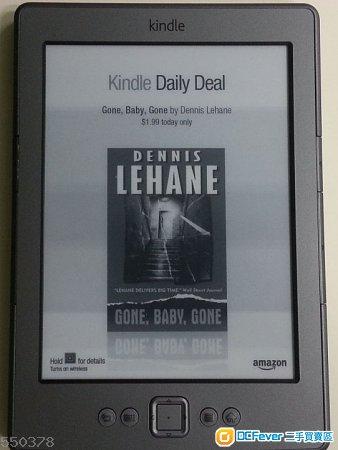 kindle
Kindle Daily Deal
Gone, Baby, Gone by Dennis Lehane
$1.99 today only
DENNIS
LEHANE
"LEHANE DELIVERS BIG TIME." Wall Street Journal
GONE, BABY, GONE
Hold for details
Turns on wireless
amazon
550378
DCFever 二手買賣區